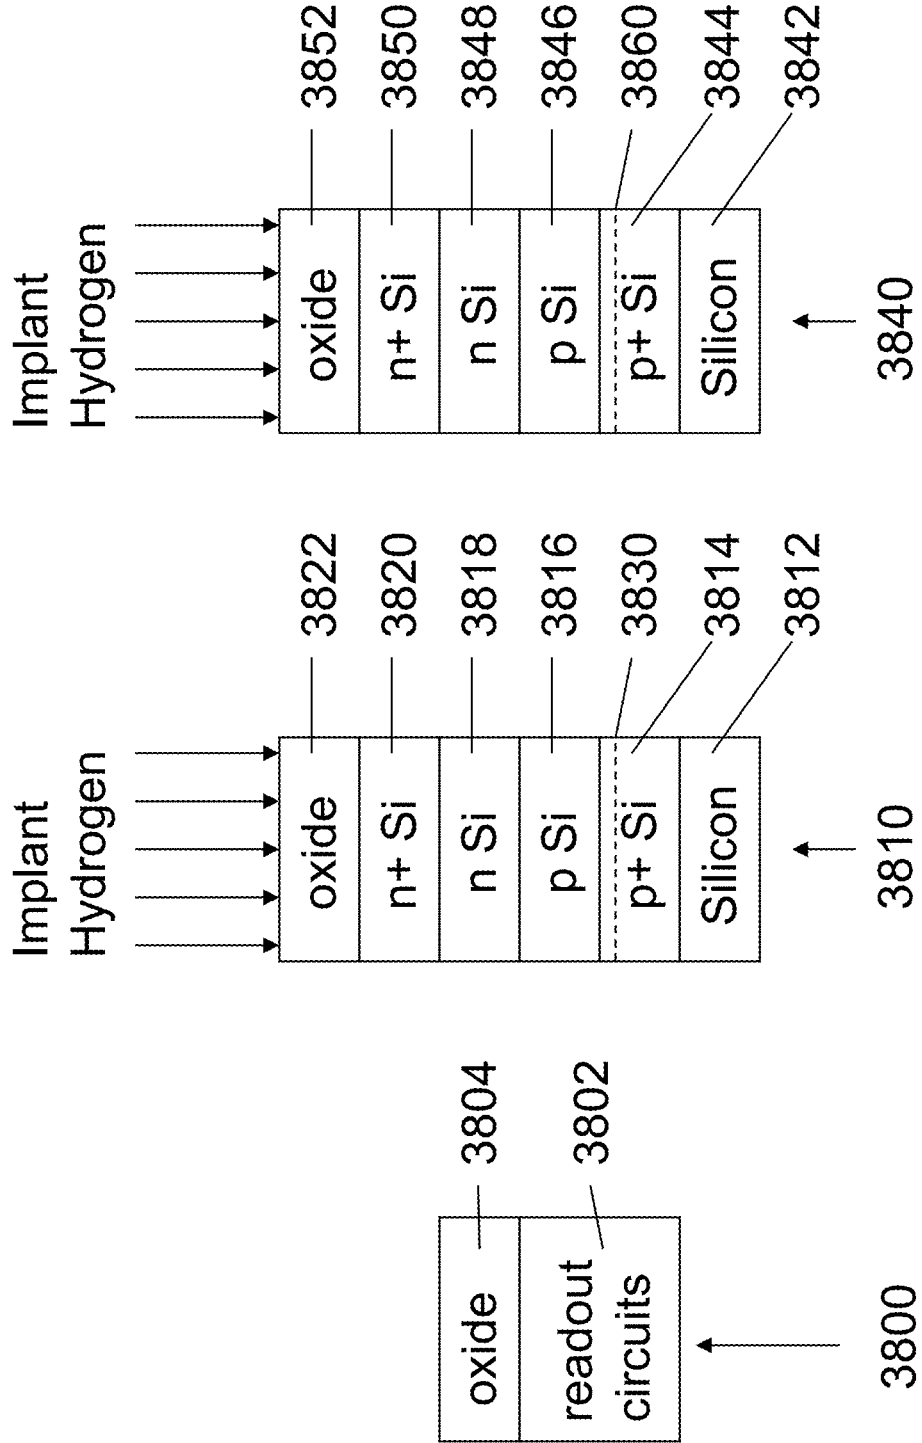 oxide
3804
readout
circuits
3802
3800
Implant
Hydrogen
oxide
3822
n+ Si
3820
n Si
3818
p Si
3816
3830
p+ Si
3814
Silicon
3812
3810
Implant
Hydrogen
oxide
3852
n+ Si
3850
n Si
3848
p Si
3846
3860
p+ Si
3844
Silicon
3842
3840